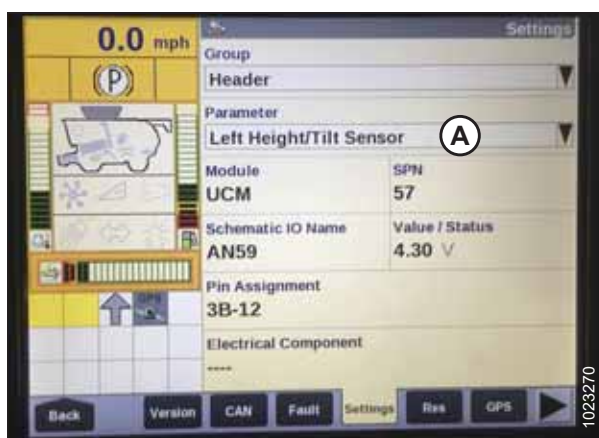 0.0 mph
(P)
Settings
Group
Header
Parameter
Left Height/Tilt Sensor
A
Module
UCM
SPN
57
Schematic IO Name
AN59
Value / Status
4.30 V
Pin Assignment
3B-12
Electrical Component
----
GPS
Back
Version
CAN
Fault
Settings
Res
GPS
1023270